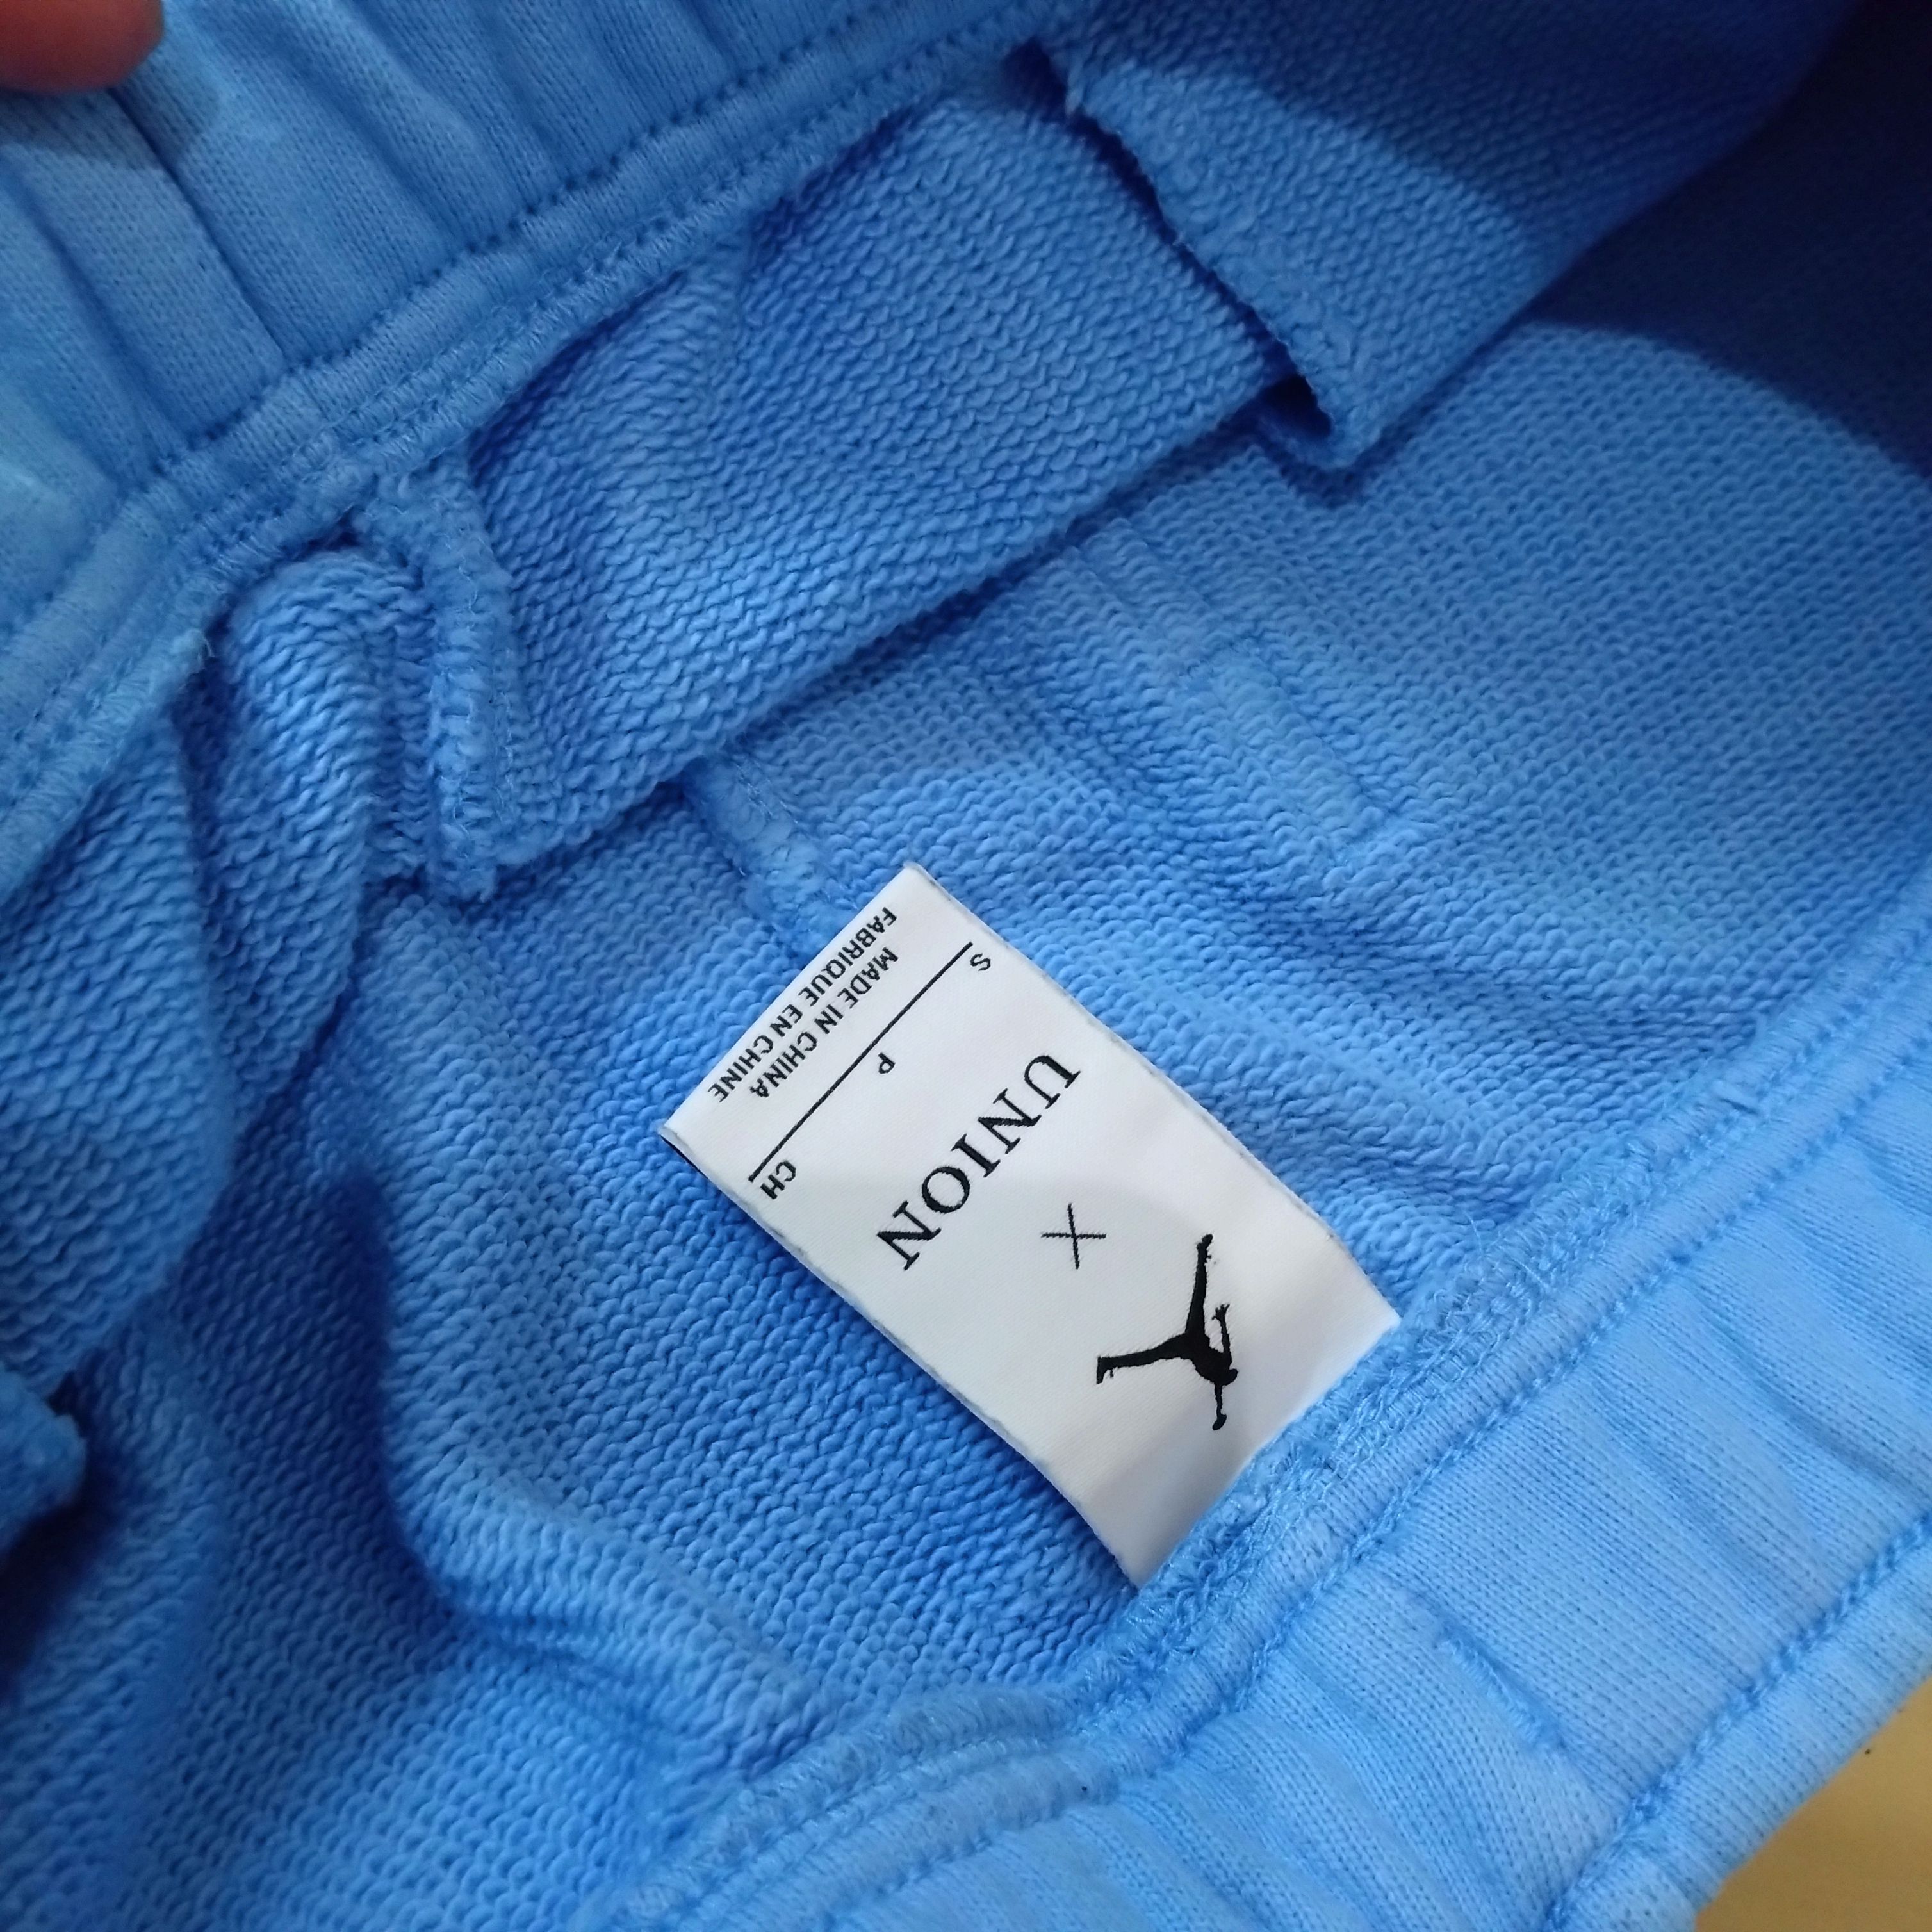 UNION
X
S P CH
MADE IN CHINA
FABRIQUE EN CHINE